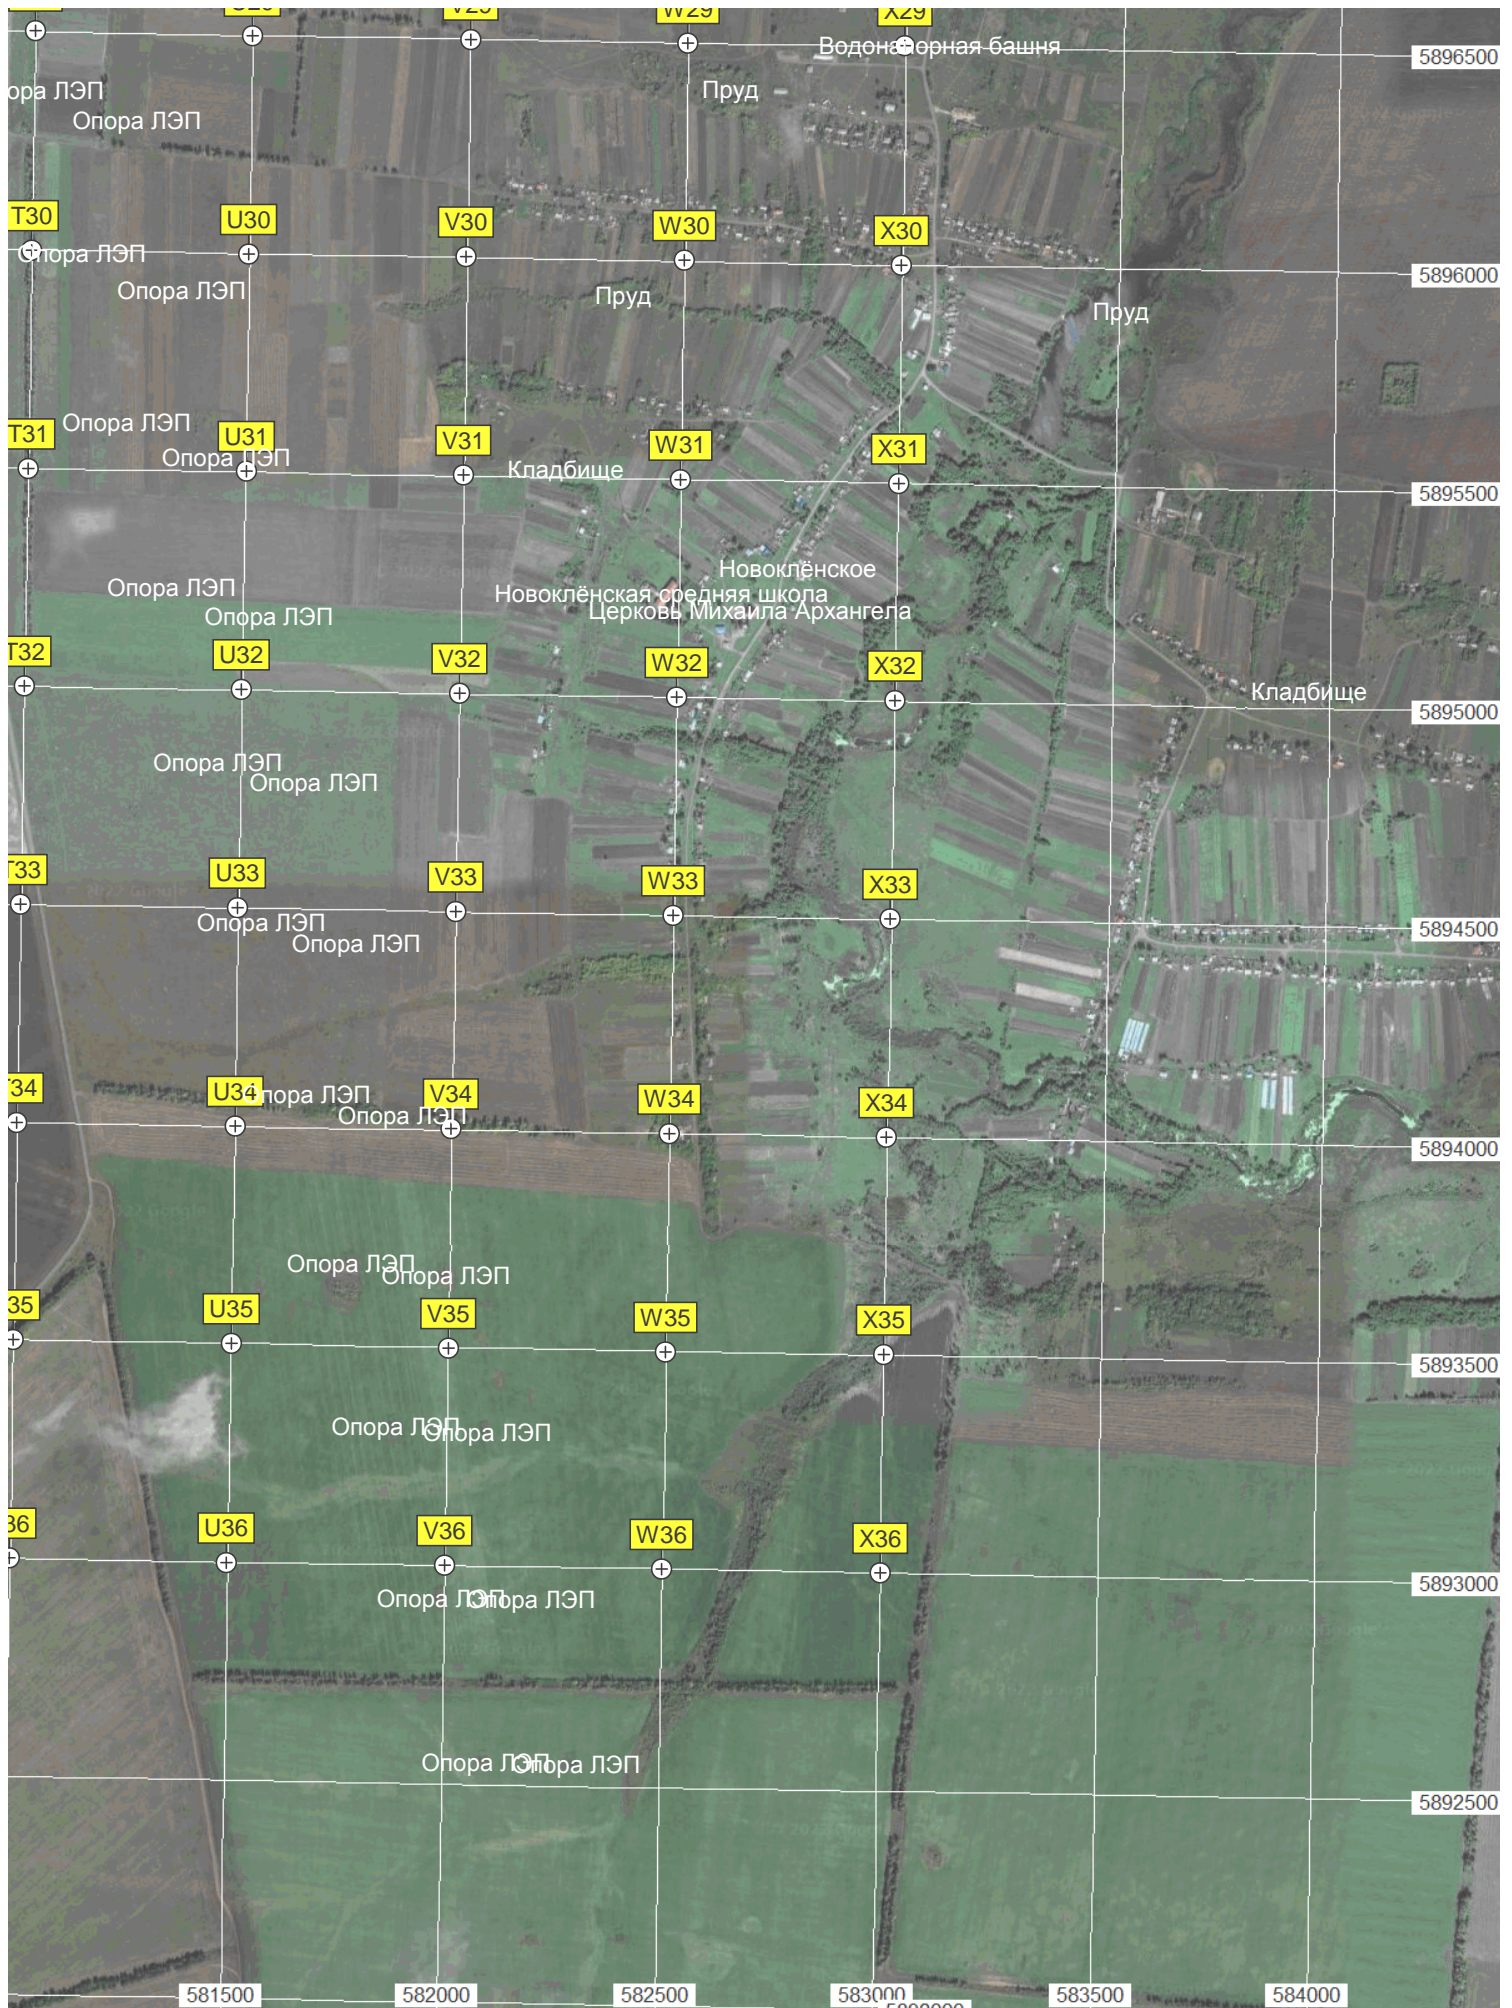 V29
W29
X29
Водонапорная башня
5896500
Пруд
ора ЛЭП
Опора ЛЭП
T30
U30
V30
W30
X30
Опора ЛЭП
5896000
Опора ЛЭП
Пруд
Пруд
Опора ЛЭП
T31
U31
V31
W31
X31
Опора ЛЭП
Кладбище
5895500
© 2022 Google
Новоклёнское
Опора ЛЭП
Новоклёнская средняя школа
Церковь Михаила Архангела
Опора ЛЭП
T32
U32
V32
W32
X32
Кладбище
5895000
Опора ЛЭП
Опора ЛЭП
T33
U33
V33
W33
X33
Опора ЛЭП
5894500
Опора ЛЭП
T34
U34
V34
W34
X34
Опора ЛЭП
Опора ЛЭП
5894000
Опора ЛЭП
Опора ЛЭП
35
U35
V35
W35
X35
5893500
Опора ЛЭП
Опора ЛЭП
36
U36
V36
W36
X36
5893000
Опора ЛЭП
Опора ЛЭП
Опора ЛЭП
Опора ЛЭП
5892500
581500
582000
582500
583000
583500
584000